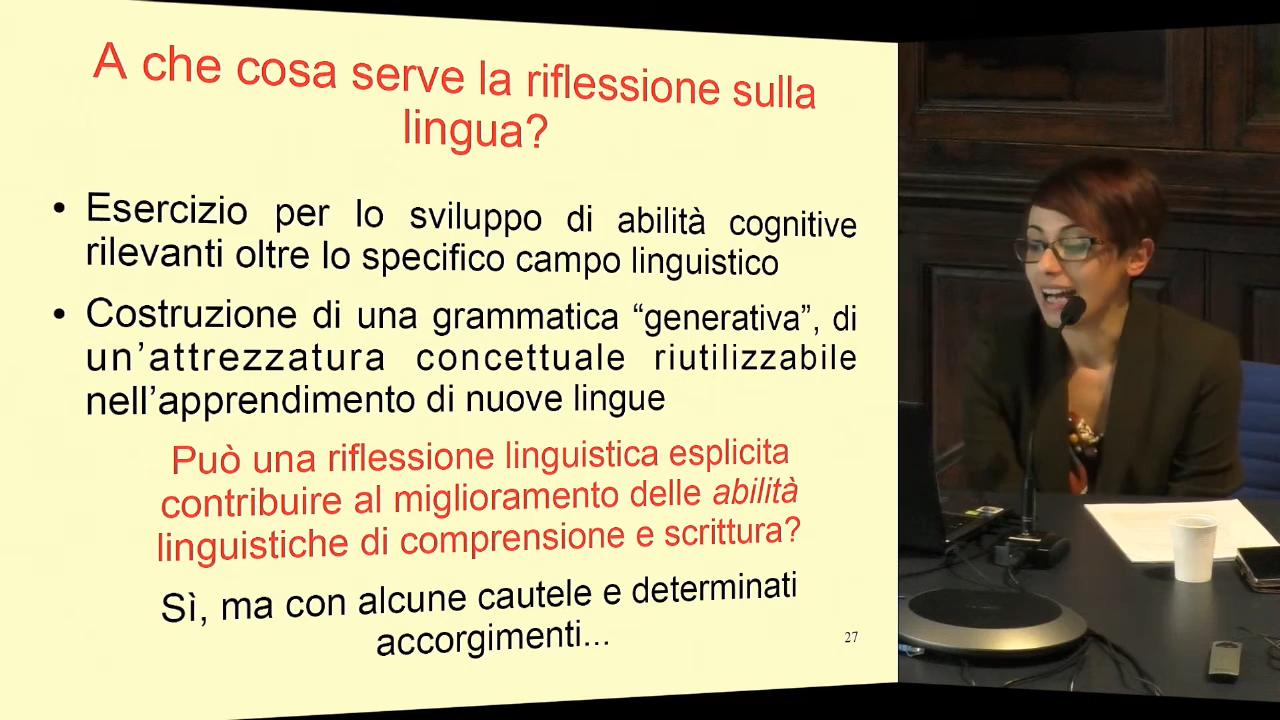 A che cosa serve la riflessione sulla
lingua?
• Esercizio per lo sviluppo di abilità cognitive
rilevanti oltre lo specifico campo linguistico
• Costruzione di una grammatica “generativa”, di
un’attrezzatura concettuale riutilizzabile
nell’apprendimento di nuove lingue
Può una riflessione linguistica esplicita
contribuire al miglioramento delle abilità
linguistiche di comprensione e scrittura?
Sì, ma con alcune cautele e determinati
accorgimenti...
27